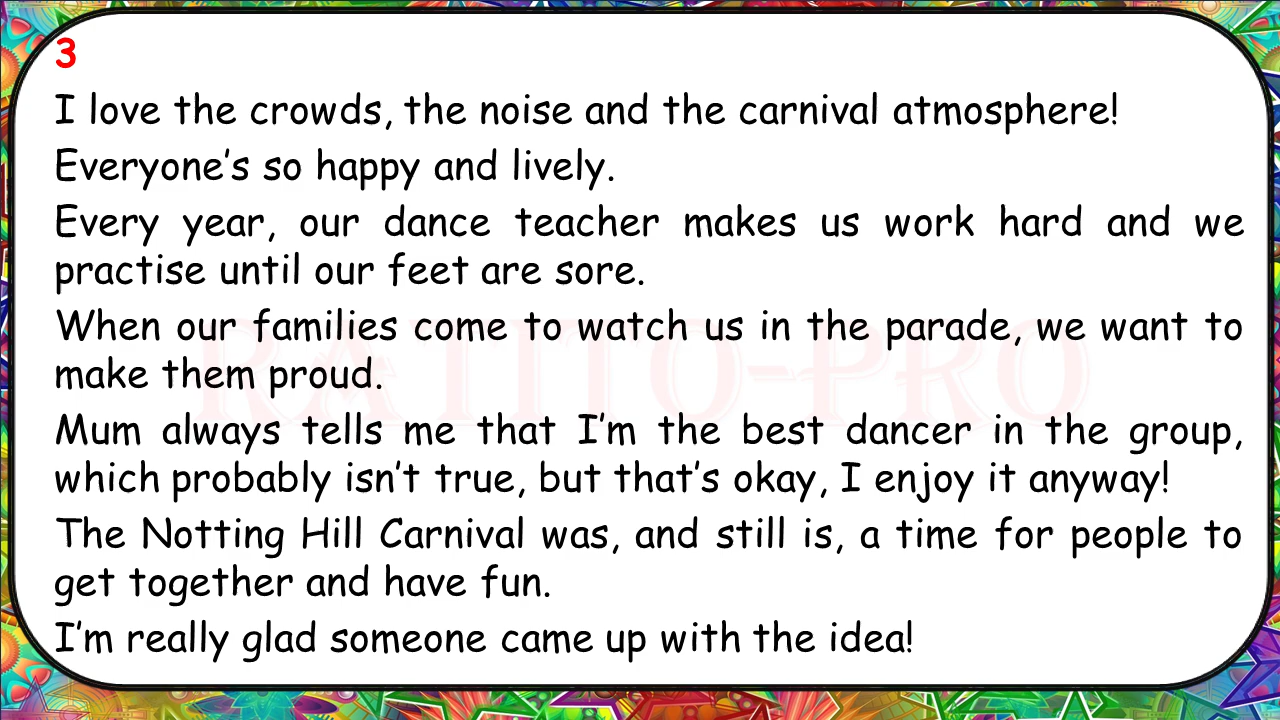 3
I love the crowds, the noise and the carnival atmosphere!
Everyone’s so happy and lively.
Every year, our dance teacher makes us work hard and we
practise until our feet are sore.
When our families come to watch us in the parade, we want to
make them proud.
Mum always tells me that I’m the best dancer in the group,
which probably isn’t true, but that’s okay, I enjoy it anyway!
The Notting Hill Carnival was, and still is, a time for people to
get together and have fun.
I’m really glad someone came up with the idea!